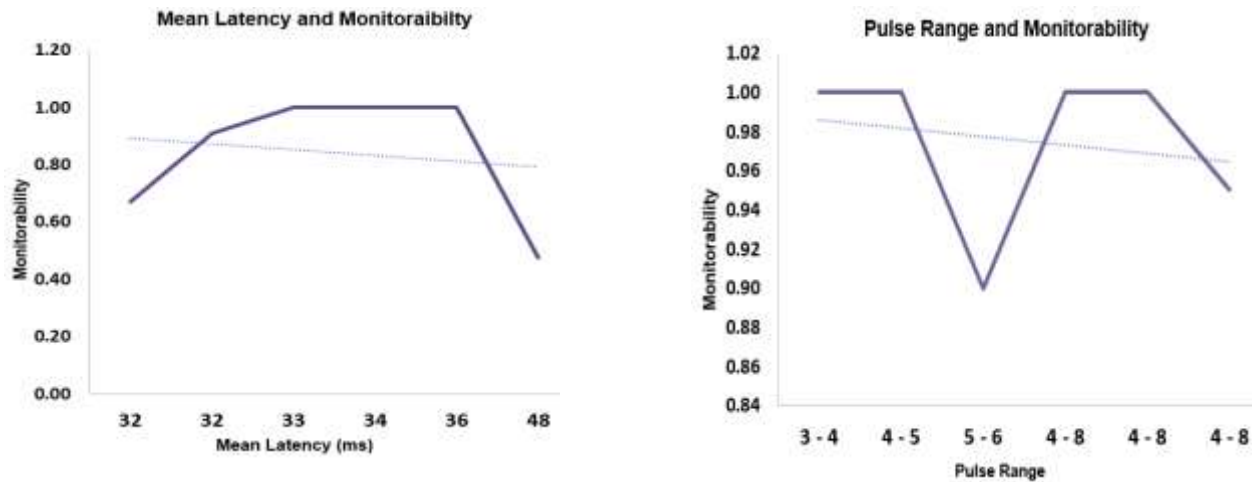 Mean Latency and Monitoraibilty
1.20
1.00
0.80
0.60
0.40
0.20
0.00
Monitorability
32 32 33 34 36 48
Mean Latency (ms)
Pulse Range and Monitorability
1.02
1.00
0.98
0.96
0.94
0.92
0.90
0.88
0.86
0.84
Monitorability
3 - 4 4 - 5 5 - 6 4 - 8 4 - 8 4 - 8
Pulse Range